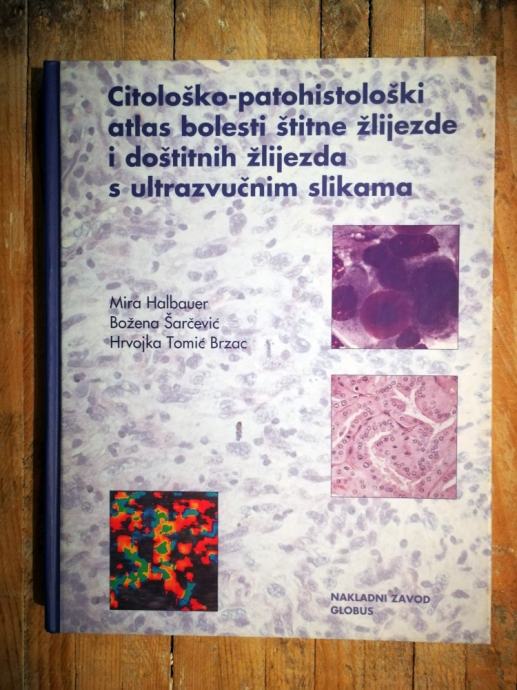 Citološko-patohistološki
atlas bolesti štitne žlijezde
i doštitnih žlijezda
s ultrazvučnim slikama
Mira Halbauer
Božena Šarčević
Hrvojka Tomić Brzac
NAKLADNI ZAVOD
GLOBUS